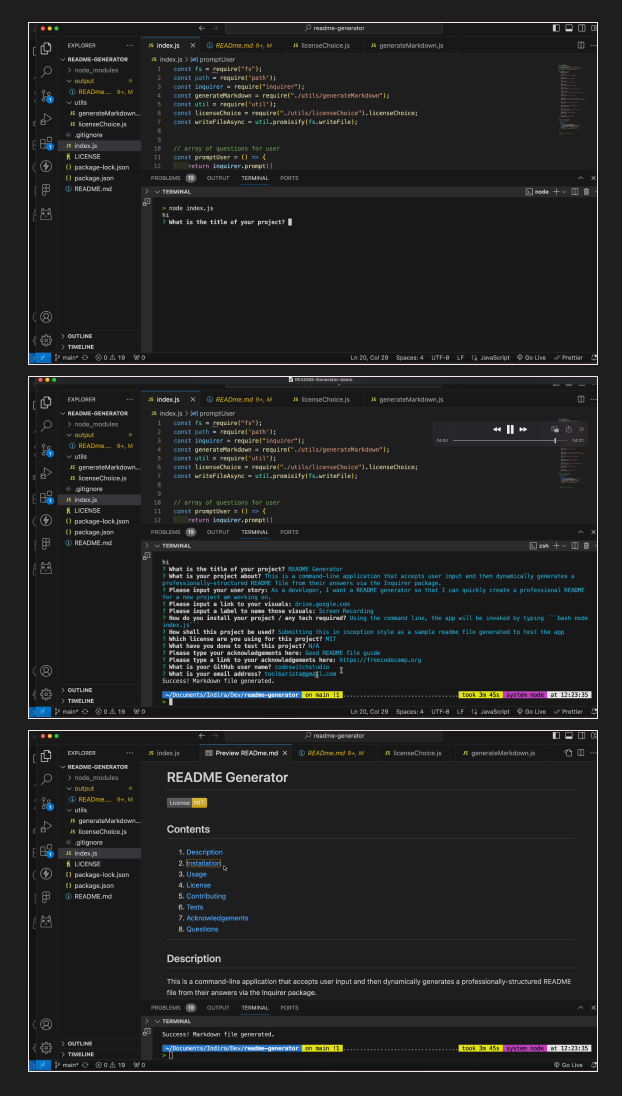 readme-generator
EXPLORER
JS index.js
README.md 9+, M
JS licenseChoice.js
JS generateMarkdown.js
README-GENERATOR
JS index.js > promptUser
node_modules
output
READme... 9+, M
utils
JS generateMarkdown...
JS licenseChoice.js
.gitignore
JS index.js
LICENSE
package-lock.json
package.json
README.md
1 const fs = require("fs");
2 const path = require('path');
3 const inquirer = require("inquirer");
4 const generateMarkdown = require("./utils/generateMarkdown");
5 const util = require('util');
6 const licenseChoice = require("./utils/licenseChoice").licenseChoice;
7 const writeFileAsync = util.promisify(fs.writeFile);
8
9
10 // array of questions for user
11 const promptUser = () => {
12 return inquirer.prompt([
PROBLEMS 19 OUTPUT TERMINAL PORTS
TERMINAL
node
> node index.js
hi
? What is the title of your project?
OUTLINE
TIMELINE
main* 0 19 0
Ln 20, Col 29 Spaces: 4 UTF-8 LF JavaScript Go Live Prettier
README-Generator-demo
EXPLORER
JS index.js
READme.md 9+, M
JS licenseChoice.js
JS generateMarkdown.js
README-GENERATOR
JS index.js > promptUser
node_modules
output
READme... 9+, M
utils
JS generateMarkdown...
JS licenseChoice.js
.gitignore
JS index.js
LICENSE
package-lock.json
package.json
README.md
1 const fs = require("fs");
2 const path = require('path');
3 const inquirer = require("inquirer");
4 const generateMarkdown = require("./utils/generateMarkdown");
5 const util = require('util');
6 const licenseChoice = require("./utils/licenseChoice").licenseChoice;
7 const writeFileAsync = util.promisify(fs.writeFile);
8
9
10 // array of questions for user
11 const promptUser = () => {
12 return inquirer.prompt([
PROBLEMS 19 OUTPUT TERMINAL PORTS
TERMINAL
zsh
hi
? What is the title of your project? README Generator
? What is your project about? This is a command-line application that accepts user input and then dynamically generates a
professionally-structured README file from their answers via the Inquirer package.
? Please input your user story: As a developer, I want a README generator so that I can quickly create a professional README
for a new project am working on.
? Please input a link to your visuals: drive.google.com
? Please input a label to name those visuals: Screen Recording
? How do you install your project / any tech required? Using the command line, the app will be invoked by typing ```bash node
index.js
? How shall this project be used? Submitting this in inception style as a sample readme file generated to test the app
? Which license are you using for this project? MIT
? What have you done to test this project? N/A
? Please type your acknowledgements here: Good README file guide
? Please type a link to your acknowledgements here: https://freecodecamp.org
? What is your GitHub user name? codeswitchstudio
? What is your email address? toolbarista@gmail.com
Success! Markdown file generated.
~/Documents/Indira/Dev/readme-generator on main !1 took 3m 45s system node at 12:23:35
>
OUTLINE
TIMELINE
main* 0 19 0
Ln 20, Col 29 Spaces: 4 UTF-8 LF JavaScript Go Live Prettier
readme-generator
EXPLORER
JS index.js
Preview READme.md
READme.md 9+, M
JS licenseChoice.js
JS generateMarkdown.js
README-GENERATOR
node_modules
output
READme... 9+, M
utils
JS generateMarkdown...
JS licenseChoice.js
.gitignore
JS index.js
LICENSE
package-lock.json
package.json
README.md
README Generator
License MIT
Contents
1. Description
2. Installation
3. Usage
4. License
5. Contributing
6. Tests
7. Acknowledgements
8. Questions
Description
This is a command-line application that accepts user input and then dynamically generates a professionally-structured README
file from their answers via the Inquirer package.
PROBLEMS 19 OUTPUT TERMINAL PORTS
TERMINAL
Success! Markdown file generated.
~/Documents/Indira/Dev/readme-generator on main !1 took 3m 45s system node at 12:23:35
>
OUTLINE
TIMELINE
main* 0 19 0
Go Live